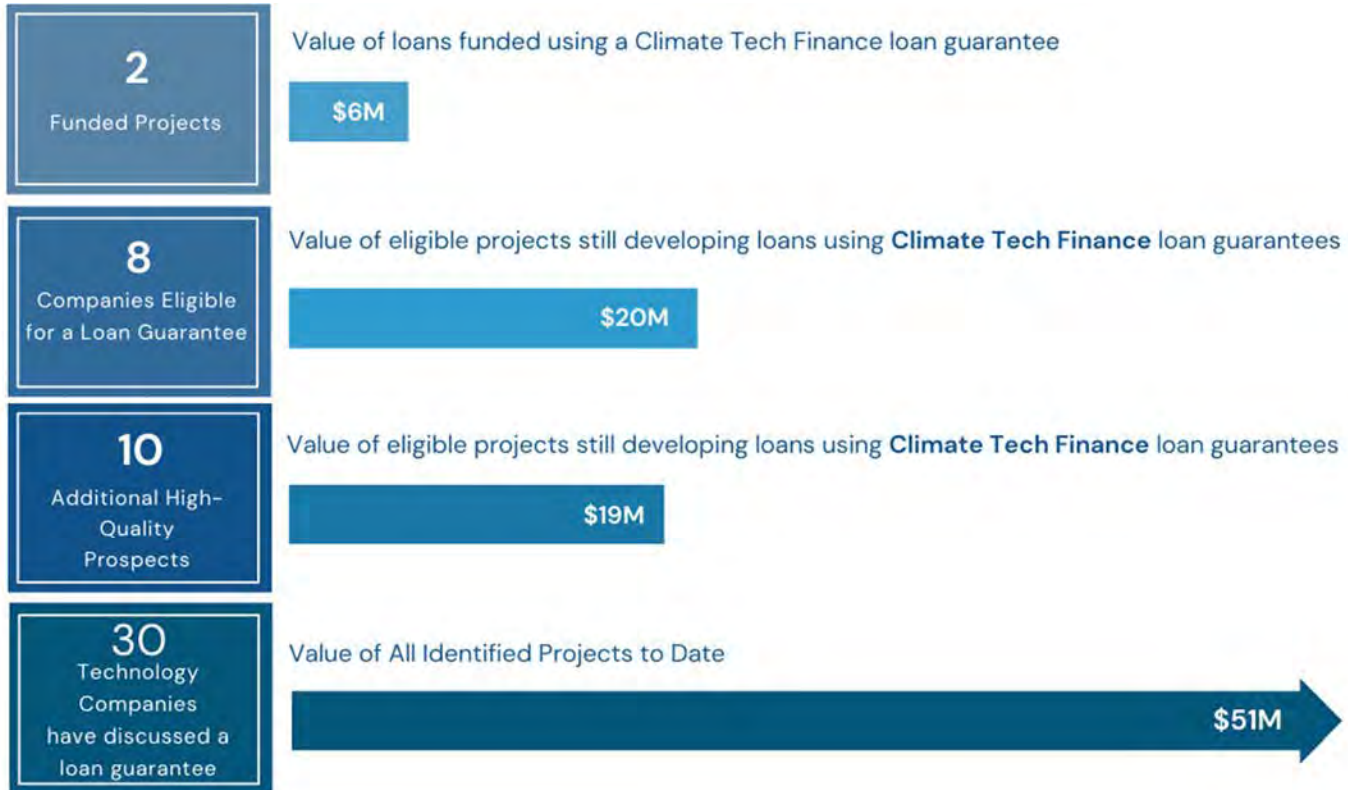 2
Funded Projects
Value of loans funded using a Climate Tech Finance loan guarantee
$6M
8
Companies Eligible
for a Loan Guarantee
Value of eligible projects still developing loans using Climate Tech Finance loan guarantees
$20M
10
Additional High-
Quality
Prospects
Value of eligible projects still developing loans using Climate Tech Finance loan guarantees
$19M
30
Technology
Companies
have discussed a
loan guarantee
Value of All Identified Projects to Date
$51M